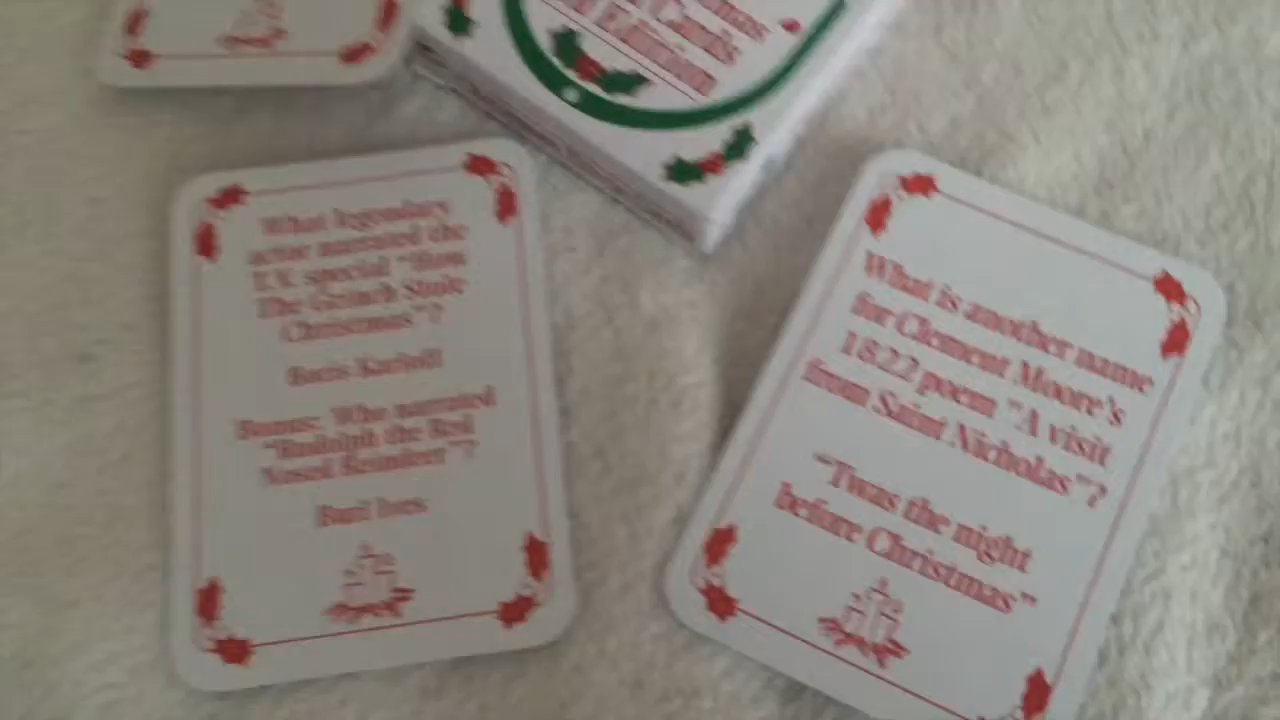 What legendary
actor narrated the
T.V. special "How
The Grinch Stole
Christmas"?
Boris Karloff
Bonus: Who narrated
"Rudolph the Red
Nosed Reindeer"?
Burl Ives
What is another name
for Clement Moore's
1822 poem "A visit
from Saint Nicholas"?
"Twas the night
before Christmas"